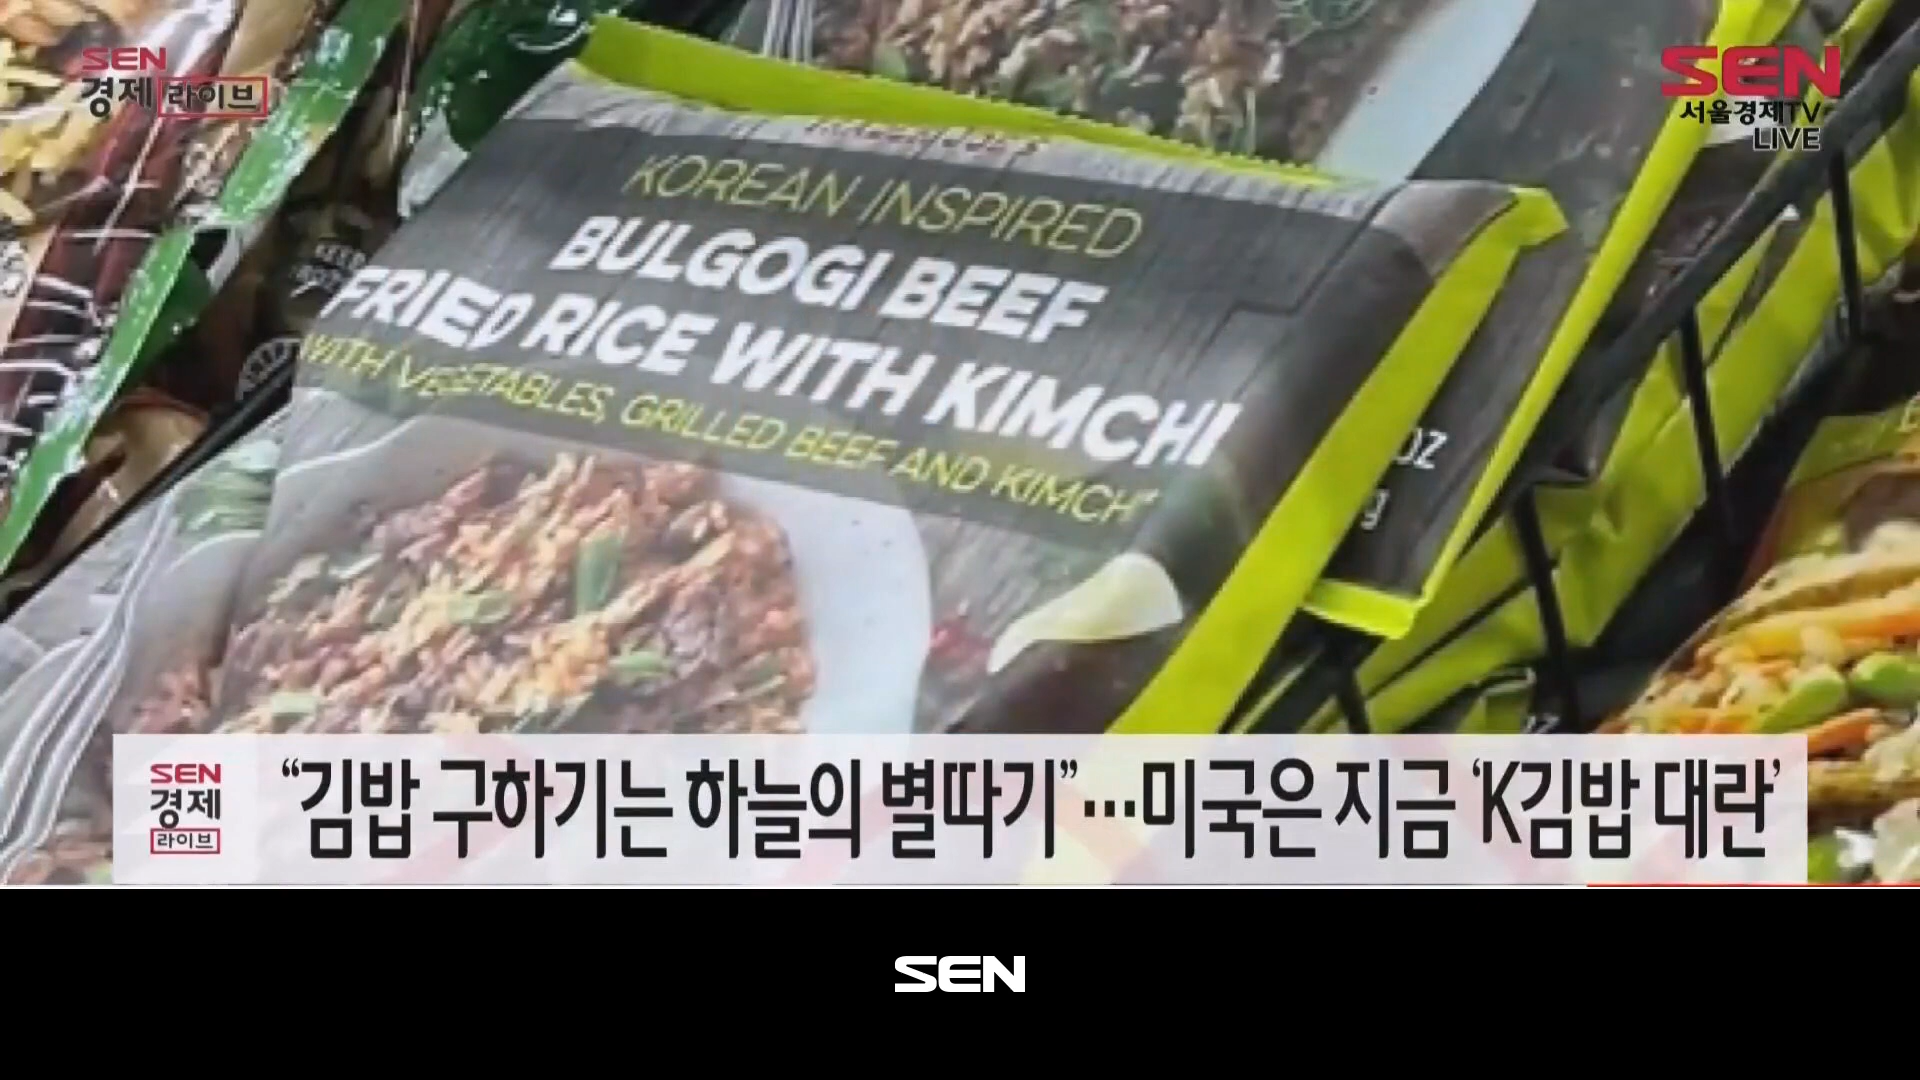 SEN
경제 라이브
SEN
서울경제TV
LIVE
KOREAN INSPIRED
BULGOGI BEEF
FRIED RICE WITH KIMCHI
WITH VEGETABLES, GRILLED BEEF AND KIMCHI
KEEP
OZ
g
SEN
경제
라이브
“김밥 구하기는 하늘의 별따기”…미국은 지금 ‘K김밥 대란’
SEN